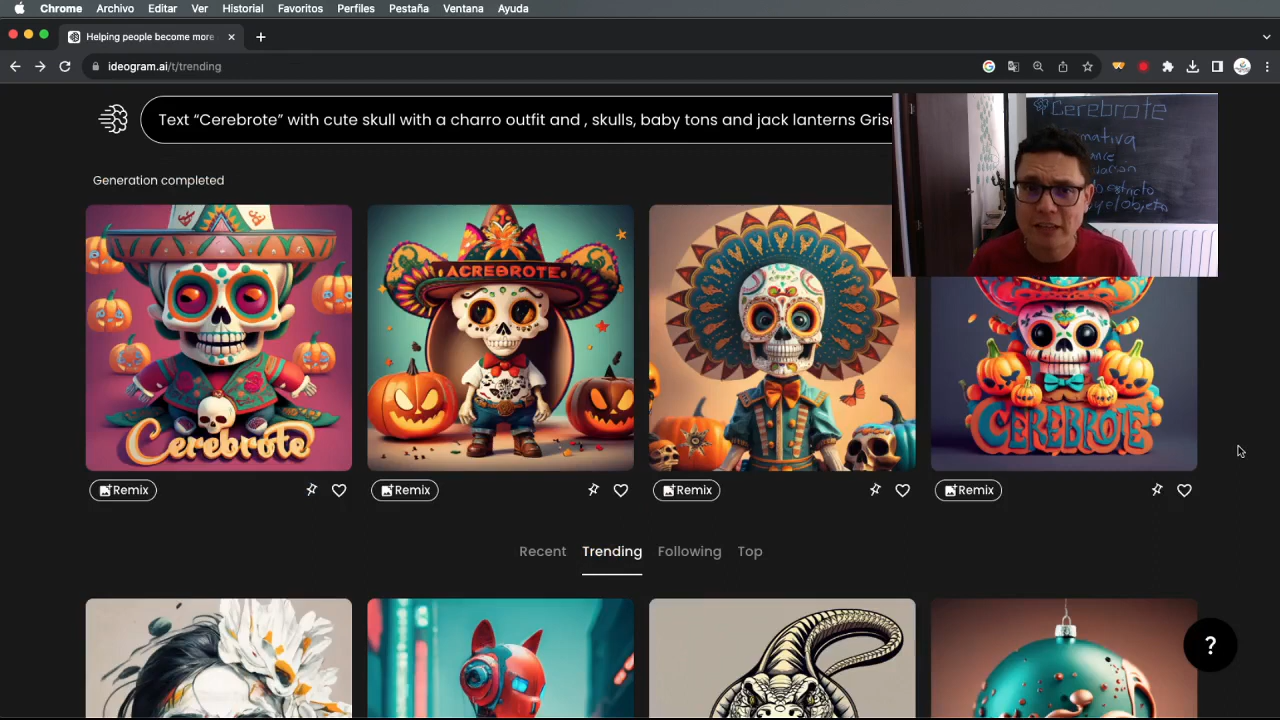 Chrome Archivo Editar Ver Historial Favoritos Perfiles Pestaña Ventana Ayuda
Helping people become more
ideogram.ai/t/trending
Text “Cerebrote” with cute skull with a charro outfit and , skulls, baby tons and jack lanterns Grise
Cerebrote
Generation completed
ACREBROTE
Cerebrote
CEREBROTE
Remix Remix Remix Remix
Recent Trending Following Top
?